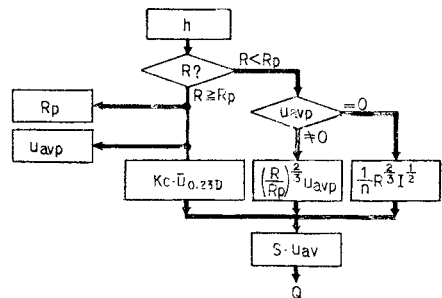 h
R?
R<Rp
R≧Rp
Rp
uavp
uavp
=0
≠0
Kc·ū0.23D
(R/Rp)^2/3 uavp
1/n R^2/3 I^1/2
S·uav
Q